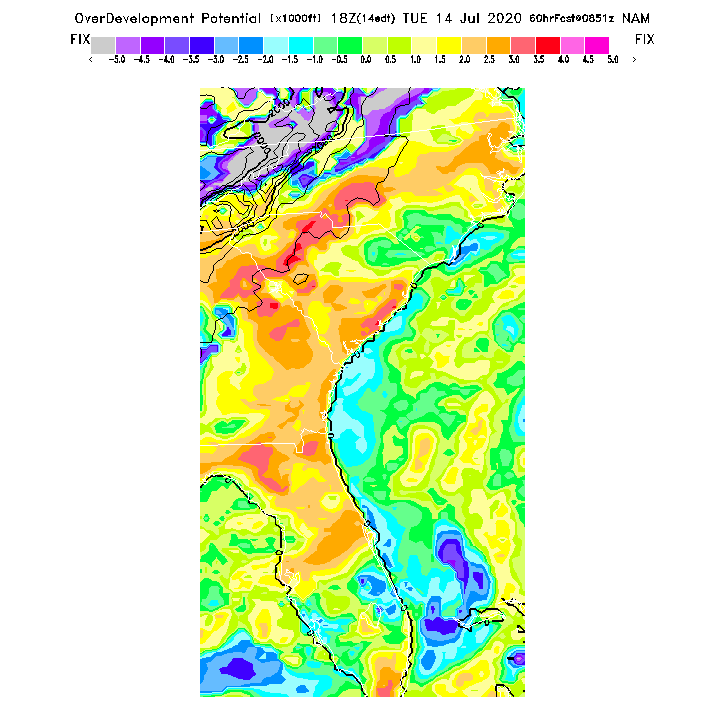 OverDevelopment Potential [x1000ft] 18Z(14edt) TUE 14 Jul 2020 60hrFcst@0851z NAM
FIX FIX
< -5.0 -4.5 -4.0 -3.5 -3.0 -2.5 -2.0 -1.5 -1.0 -0.5 0.0 0.5 1.0 1.5 2.0 2.5 3.0 3.5 4.0 4.5 5.0 >